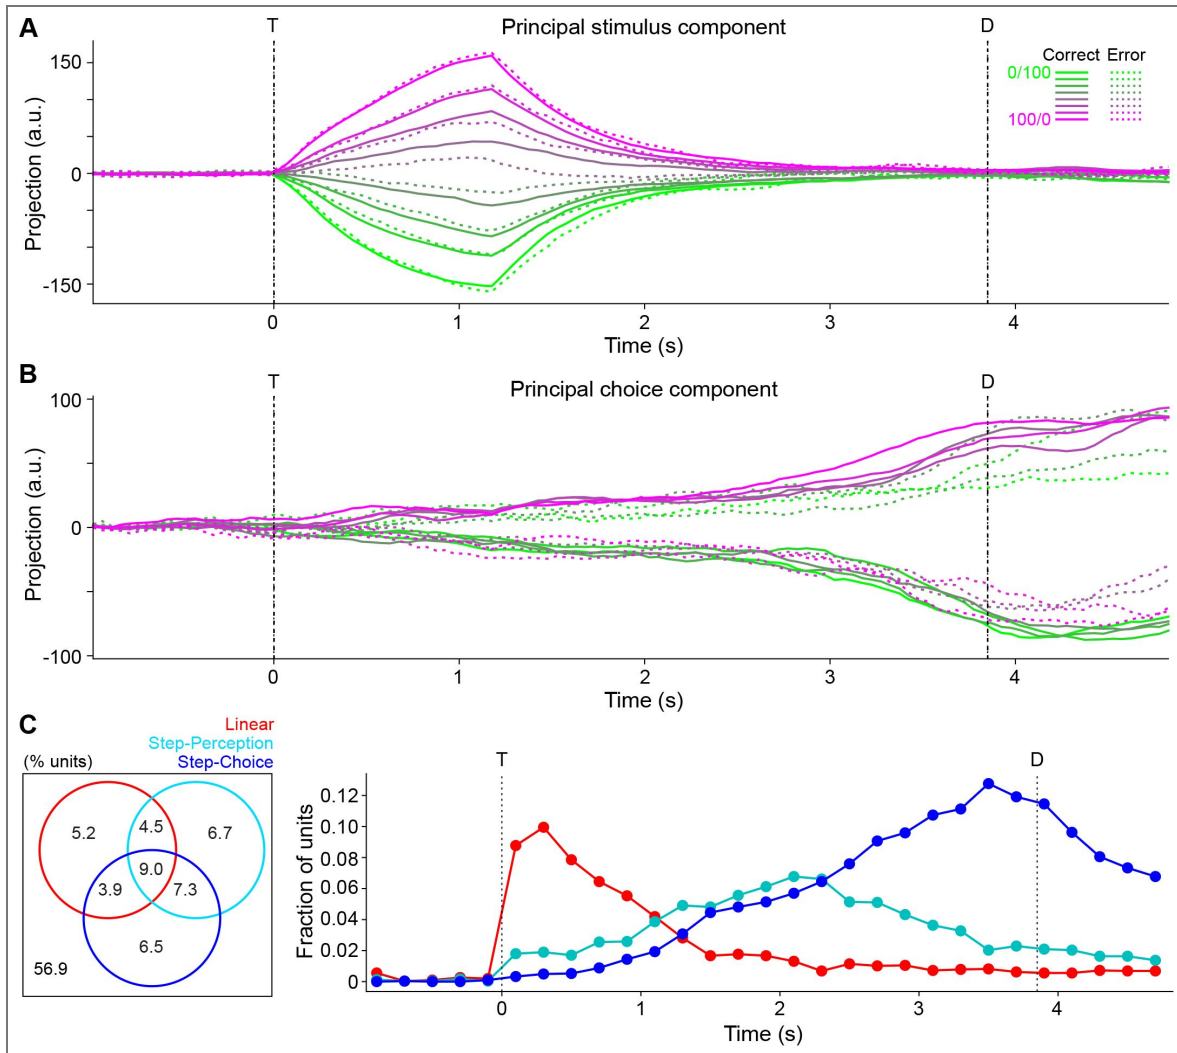 A
T
Principal stimulus component
D
Correct Error
0/100
100/0
150
0
-150
Projection (a.u.)
0 1 2 3 4
Time (s)
B
T
Principal choice component
D
100
0
-100
Projection (a.u.)
0 1 2 3 4
Time (s)
C
Linear
Step-Perception
(% units) Step-Choice
5.2 4.5 6.7
9.0
3.9 7.3
6.5
56.9
T D
0.12
0.10
0.08
0.06
0.04
0.02
0
Fraction of units
0 1 2 3 4
Time (s)